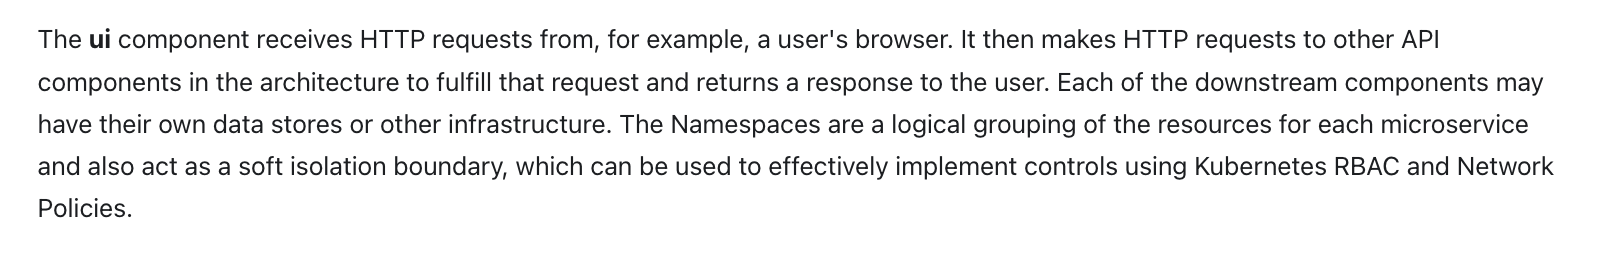 The ui component receives HTTP requests from, for example, a user's browser. It then makes HTTP requests to other API
components in the architecture to fulfill that request and returns a response to the user. Each of the downstream components may
have their own data stores or other infrastructure. The Namespaces are a logical grouping of the resources for each microservice
and also act as a soft isolation boundary, which can be used to effectively implement controls using Kubernetes RBAC and Network
Policies.